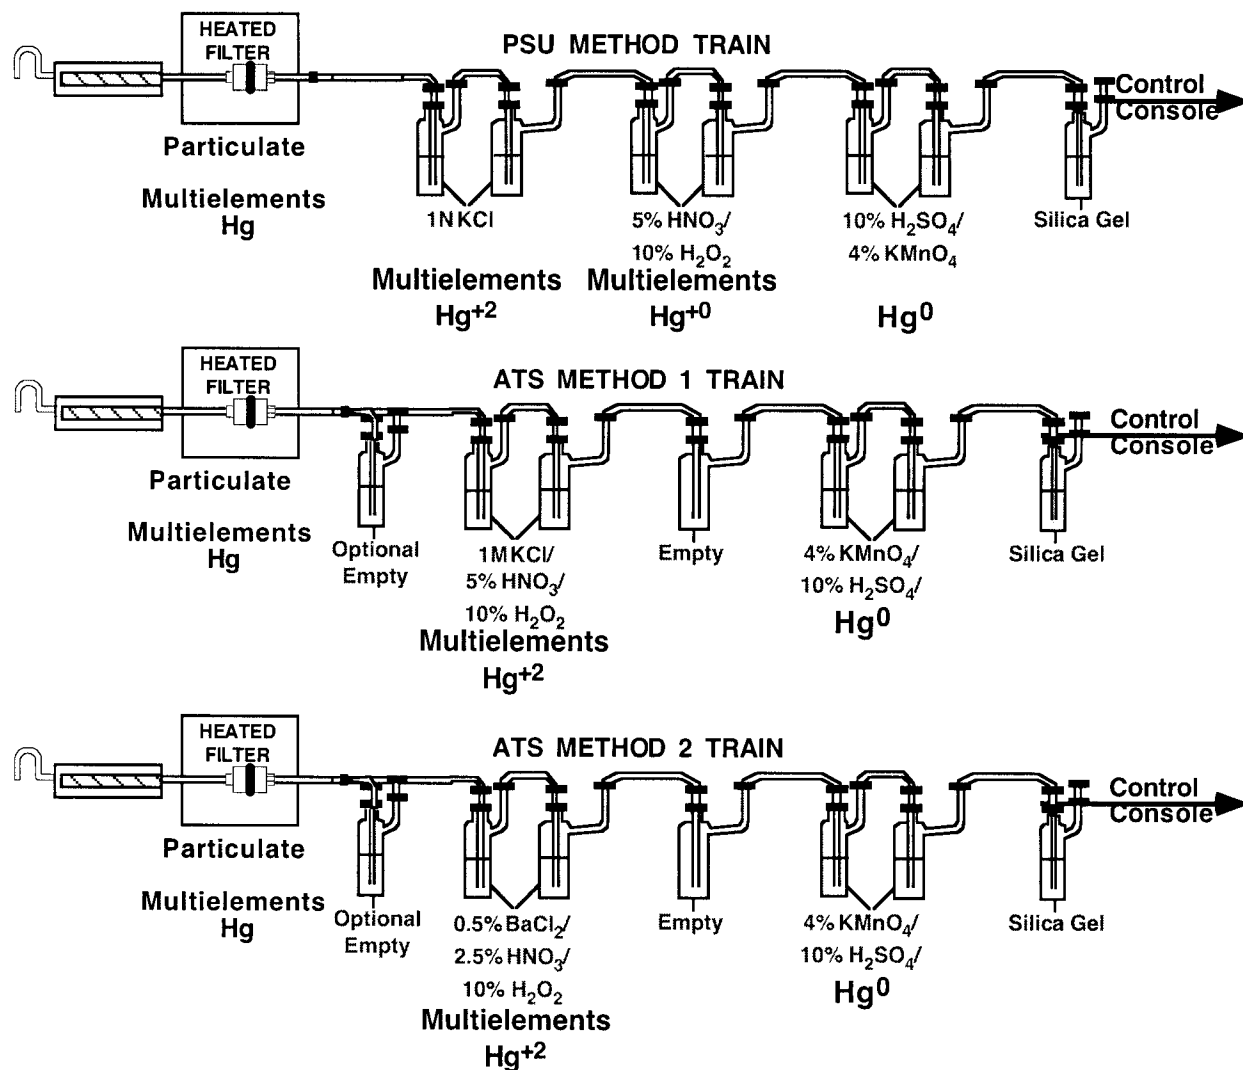 HEATED
FILTER
PSU METHOD TRAIN
Control
Console
Particulate
Multielements
Hg
1N KCl
5% HNO3/
10% H2O2
10% H2SO4/
4% KMnO4
Silica Gel
Multielements
Hg+2
Multielements
Hg+0
Hg0
HEATED
FILTER
ATS METHOD 1 TRAIN
Control
Console
Particulate
Multielements
Hg
Optional
Empty
1M KCl/
5% HNO3/
10% H2O2
Multielements
Hg+2
Empty
4% KMnO4/
10% H2SO4/
Hg0
Silica Gel
HEATED
FILTER
ATS METHOD 2 TRAIN
Control
Console
Particulate
Multielements
Hg
Optional
Empty
0.5% BaCl2/
2.5% HNO3/
10% H2O2
Multielements
Hg+2
Empty
4% KMnO4/
10% H2SO4/
Hg0
Silica Gel